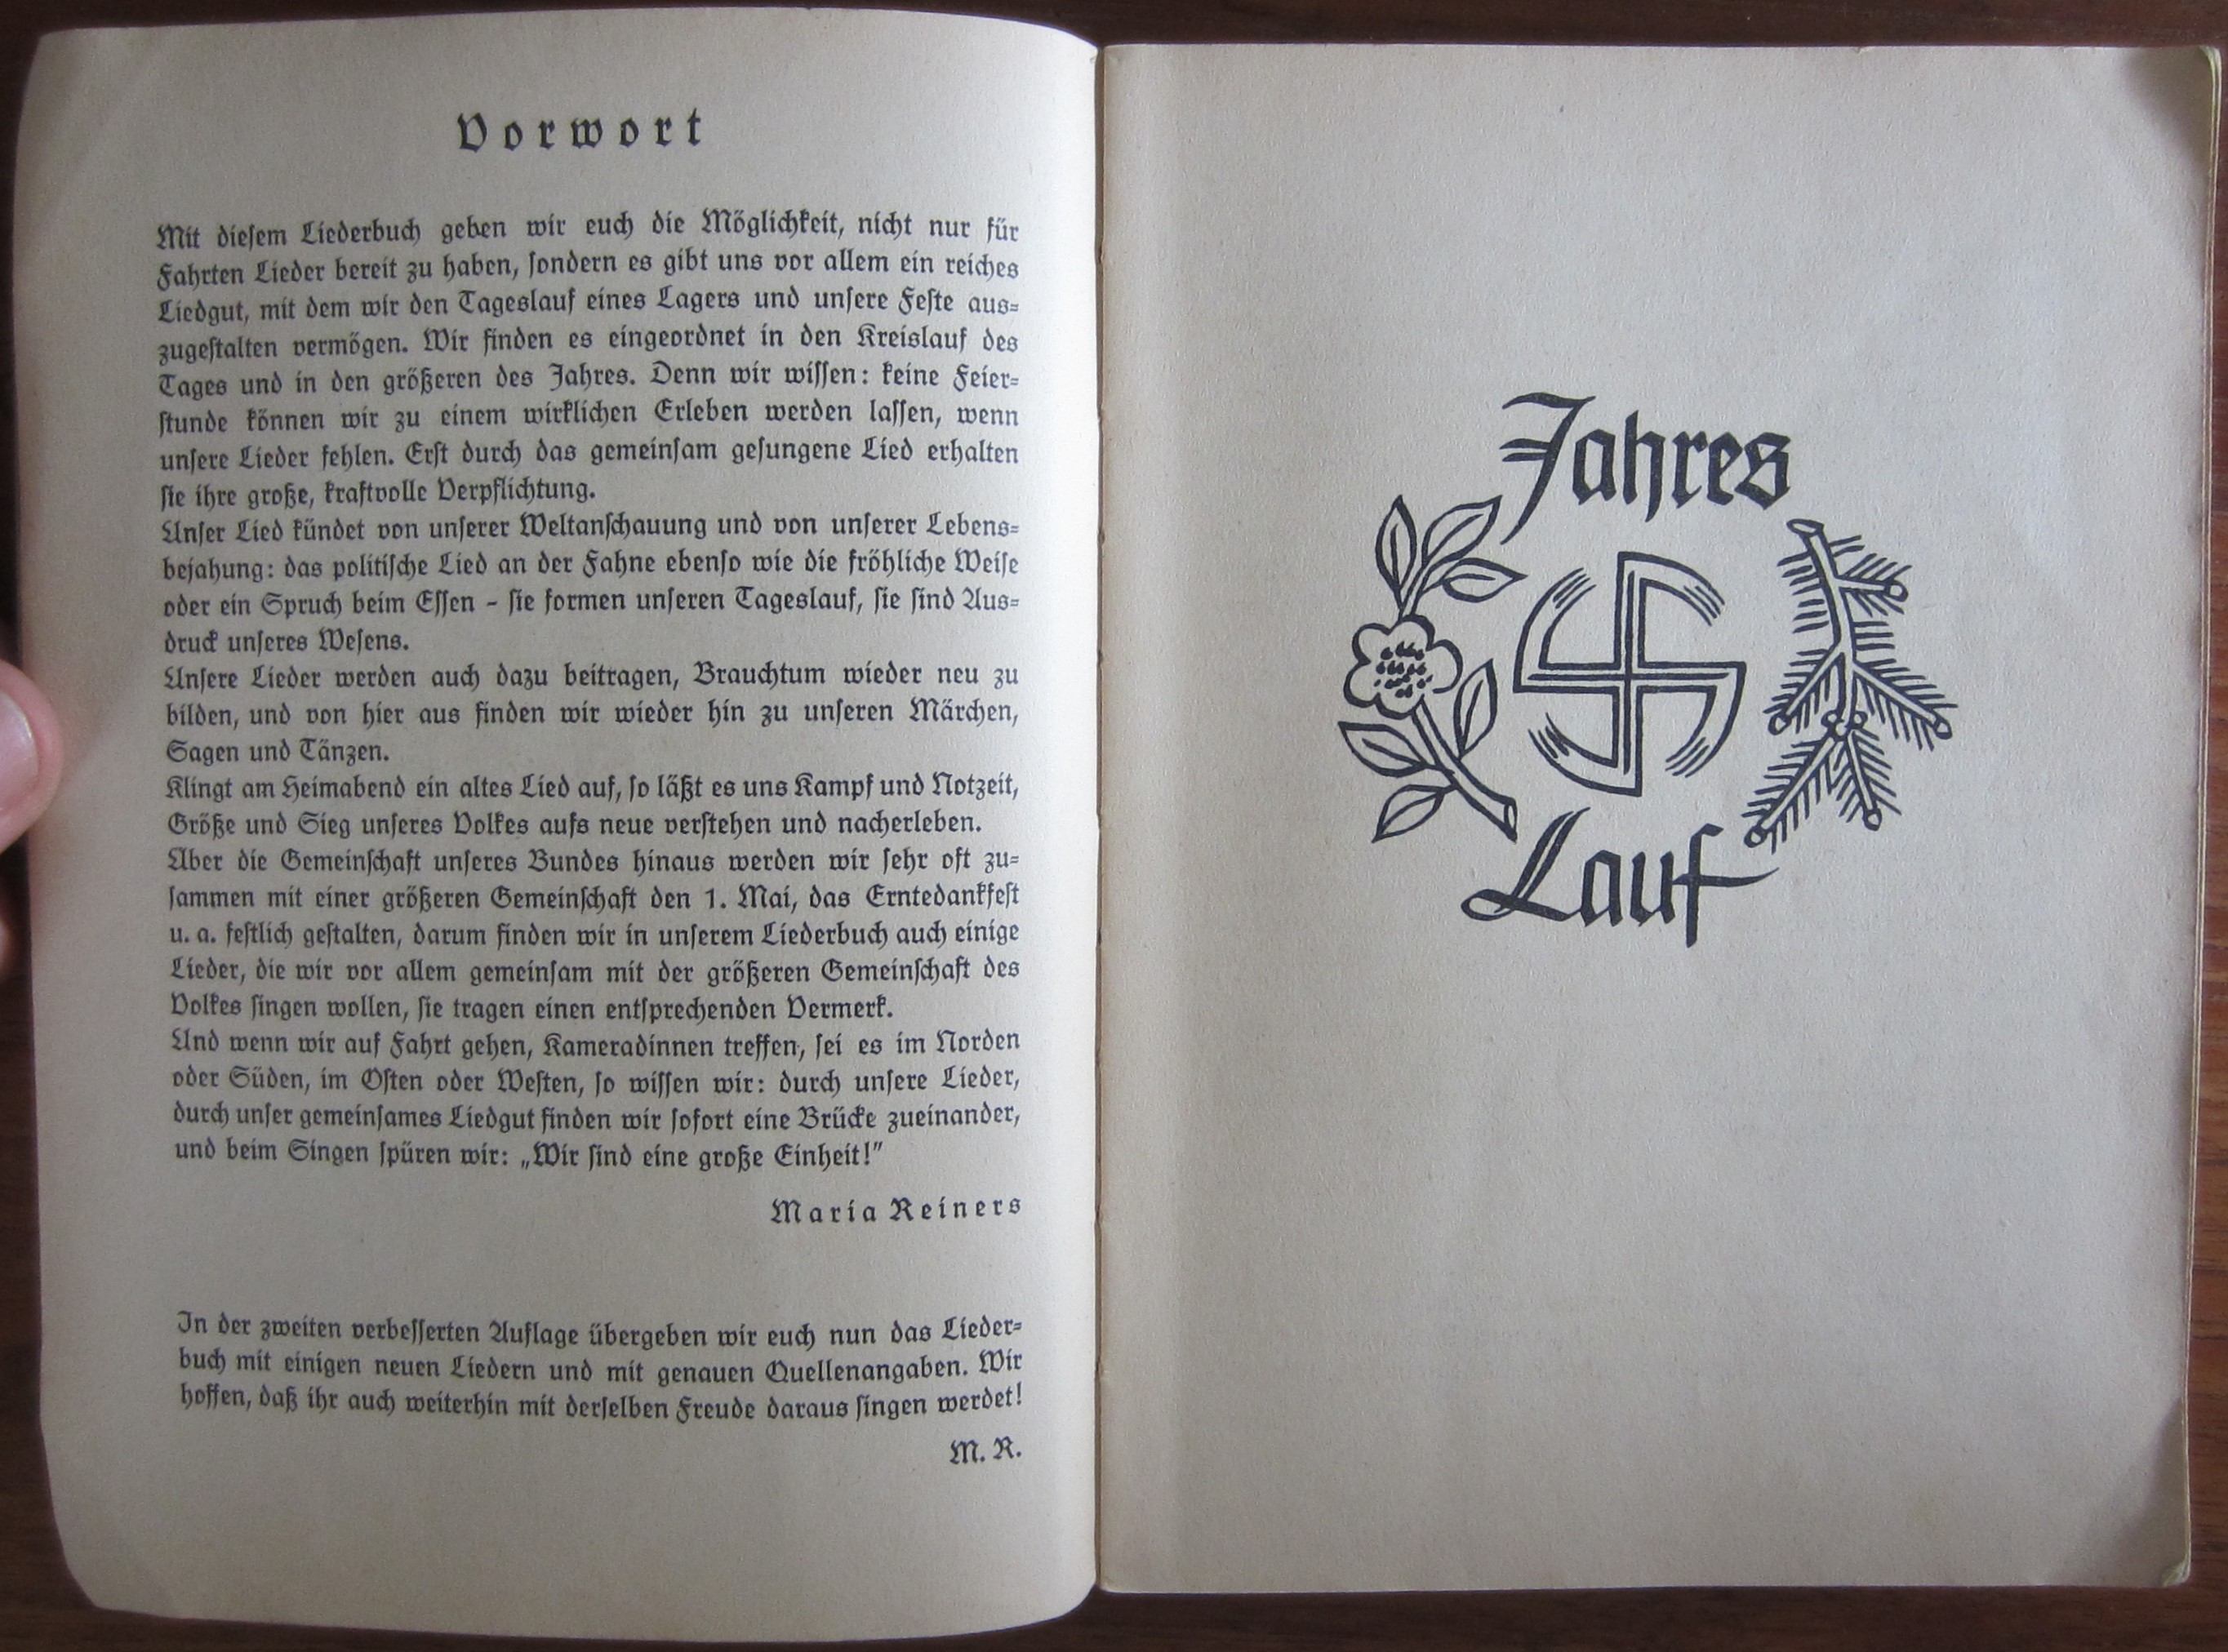 Vorwort
Mit dieſem Liederbuch geben wir euch die Möglichkeit, nicht nur für
Fahrten Lieder bereit zu haben, ſondern es gibt uns vor allem ein reiches
Liedgut, mit dem wir den Tageslauf eines Lagers und unſere Feſte aus-
zugeſtalten vermögen. Wir finden es eingeordnet in den Kreislauf des
Tages und in den größeren des Jahres. Denn wir wiſſen: keine Feier-
ſtunde können wir zu einem wirklichen Erleben werden laſſen, wenn
unſere Lieder fehlen. Erſt durch das gemeinſam geſungene Lied erhalten
ſie ihre große, kraftvolle Verpflichtung.
Unſer Lied kündet von unſerer Weltanſchauung und von unſerer Lebens-
bejahung: das politiſche Lied an der Fahne ebenſo wie die fröhliche Weiſe
oder ein Spruch beim Eſſen – ſie formen unſeren Tageslauf, ſie ſind Aus-
druck unſeres Weſens.
Unſere Lieder werden auch dazu beitragen, Brauchtum wieder neu zu
bilden, und von hier aus finden wir wieder hin zu unſeren Märchen,
Sagen und Tänzen.
Klingt am Heimabend ein altes Lied auf, ſo läßt es uns Kampf und Notzeit,
Größe und Sieg unſeres Volkes aufs neue verſtehen und nacherleben.
Über die Gemeinſchaft unſeres Bundes hinaus werden wir ſehr oft zu-
ſammen mit einer größeren Gemeinſchaft den 1. Mai, das Erntedankfeſt
u. a. feſtlich geſtalten, darum finden wir in unſerem Liederbuch auch einige
Lieder, die wir vor allem gemeinſam mit der größeren Gemeinſchaft des
Volkes ſingen wollen, ſie tragen einen entſprechenden Vermerk.
Und wenn wir auf Fahrt gehen, Kameradinnen treffen, ſei es im Norden
oder Süden, im Oſten oder Weſten, ſo wiſſen wir: durch unſere Lieder,
durch unſer gemeinſames Liedgut finden wir ſofort eine Brücke zueinander,
und beim Singen ſpüren wir: „Wir ſind eine große Einheit!"
Maria Reiners
In der zweiten verbeſſerten Auflage übergeben wir euch nun das Lieder-
buch mit einigen neuen Liedern und mit genauen Quellenangaben. Wir
hoffen, daß ihr auch weiterhin mit derſelben Freude daraus ſingen werdet!
M. R.
Jahres
Lauf